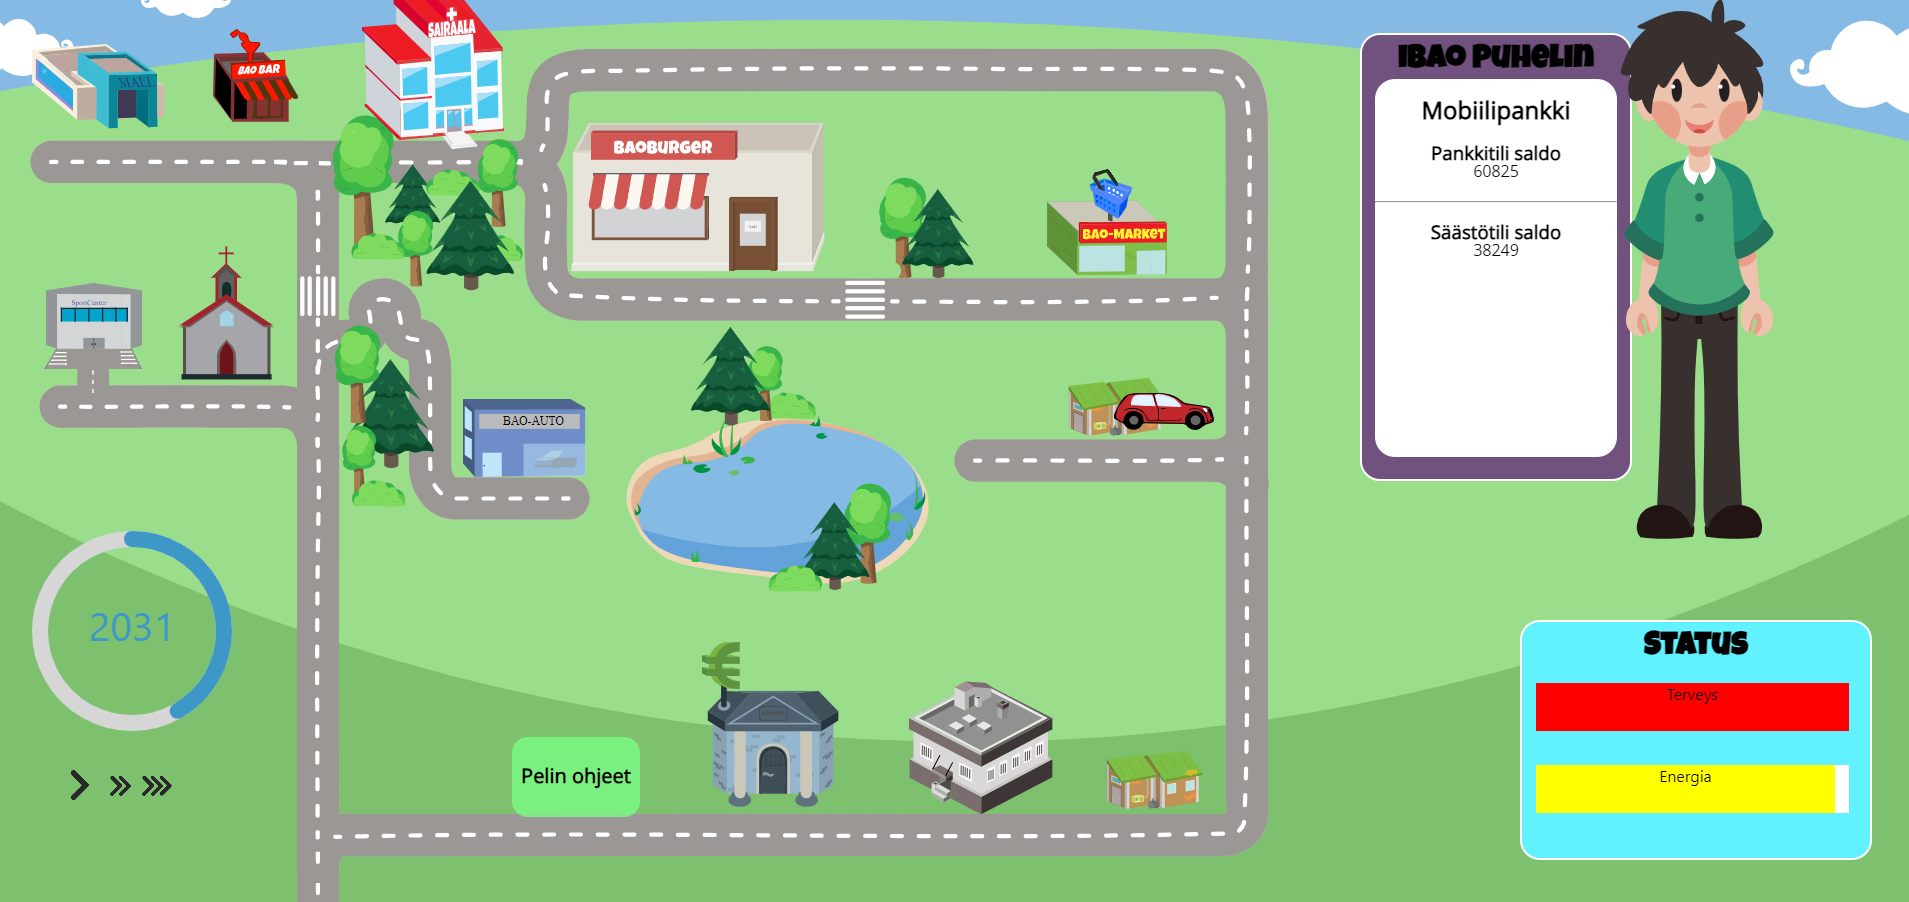 MALL
BAO BAR
SAIRAALA
BAOBURGER
BAO-MARKET
SportCenter
BAO-AUTO
2031
Pelin ohjeet
iBAO PUHELIN
Mobiilipankki
Pankkitili saldo
60825
Säästötili saldo
38249
STATUS
Terveys
Energia